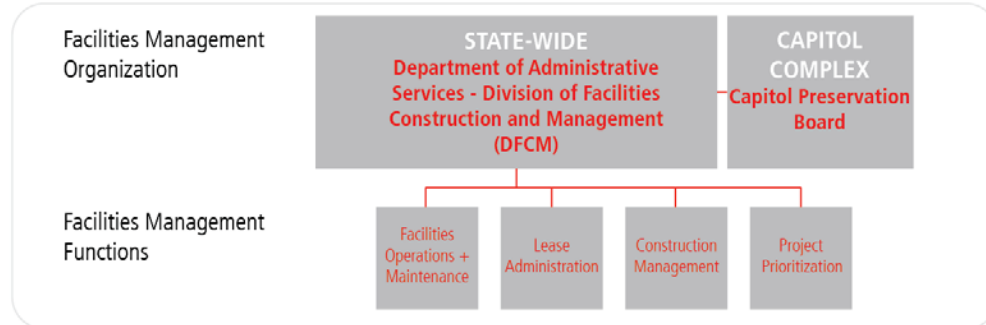 Facilities Management
Organization
STATE-WIDE
Department of Administrative
Services - Division of Facilities
Construction and Management
(DFCM)
CAPITOL
COMPLEX
Capitol Preservation
Board
Facilities Management
Functions
Facilities
Operations +
Maintenance
Lease
Administration
Construction
Management
Project
Prioritization